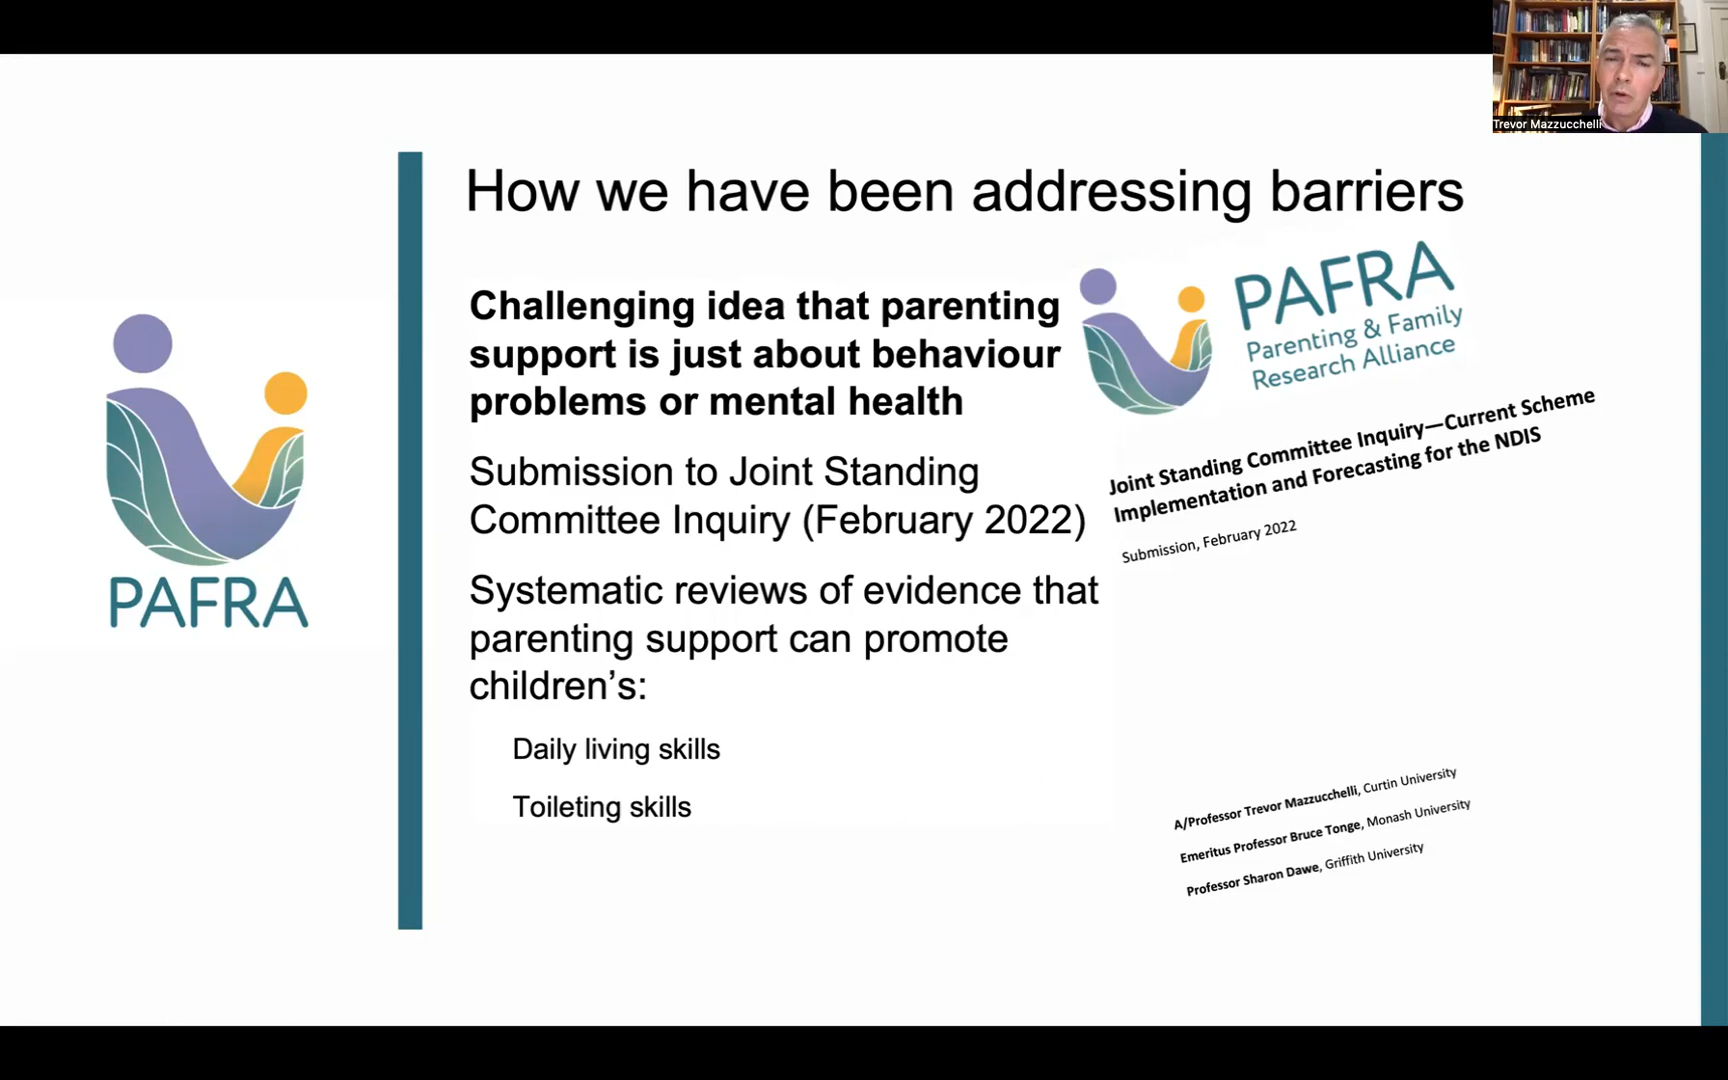 Trevor Mazzucchelli
How we have been addressing barriers
Challenging idea that parenting
support is just about behaviour
problems or mental health
Submission to Joint Standing
Committee Inquiry (February 2022)
Systematic reviews of evidence that
parenting support can promote
children’s:
Daily living skills
Toileting skills
PAFRA
PAFRA
Parenting & Family
Research Alliance
Joint Standing Committee Inquiry—Current Scheme
Implementation and Forecasting for the NDIS
Submission, February 2022
A/Professor Trevor Mazzucchelli, Curtin University
Emeritus Professor Bruce Tonge, Monash University
Professor Sharon Dawe, Griffith University